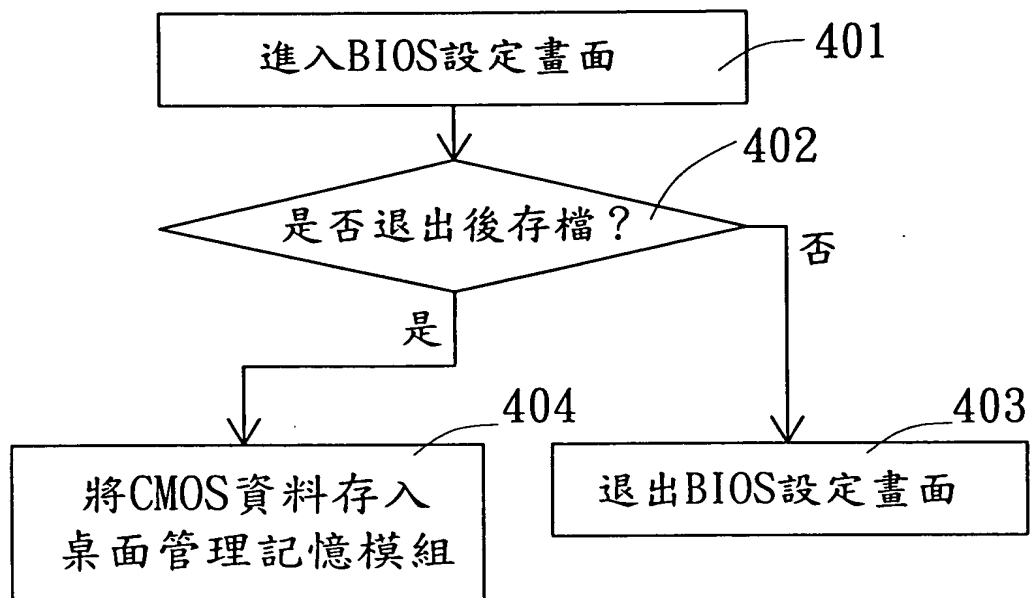 進入BIOS設定畫面
401
402
是否退出後存檔？
否
是
404
403
將CMOS資料存入
桌面管理記憶模組
退出BIOS設定畫面